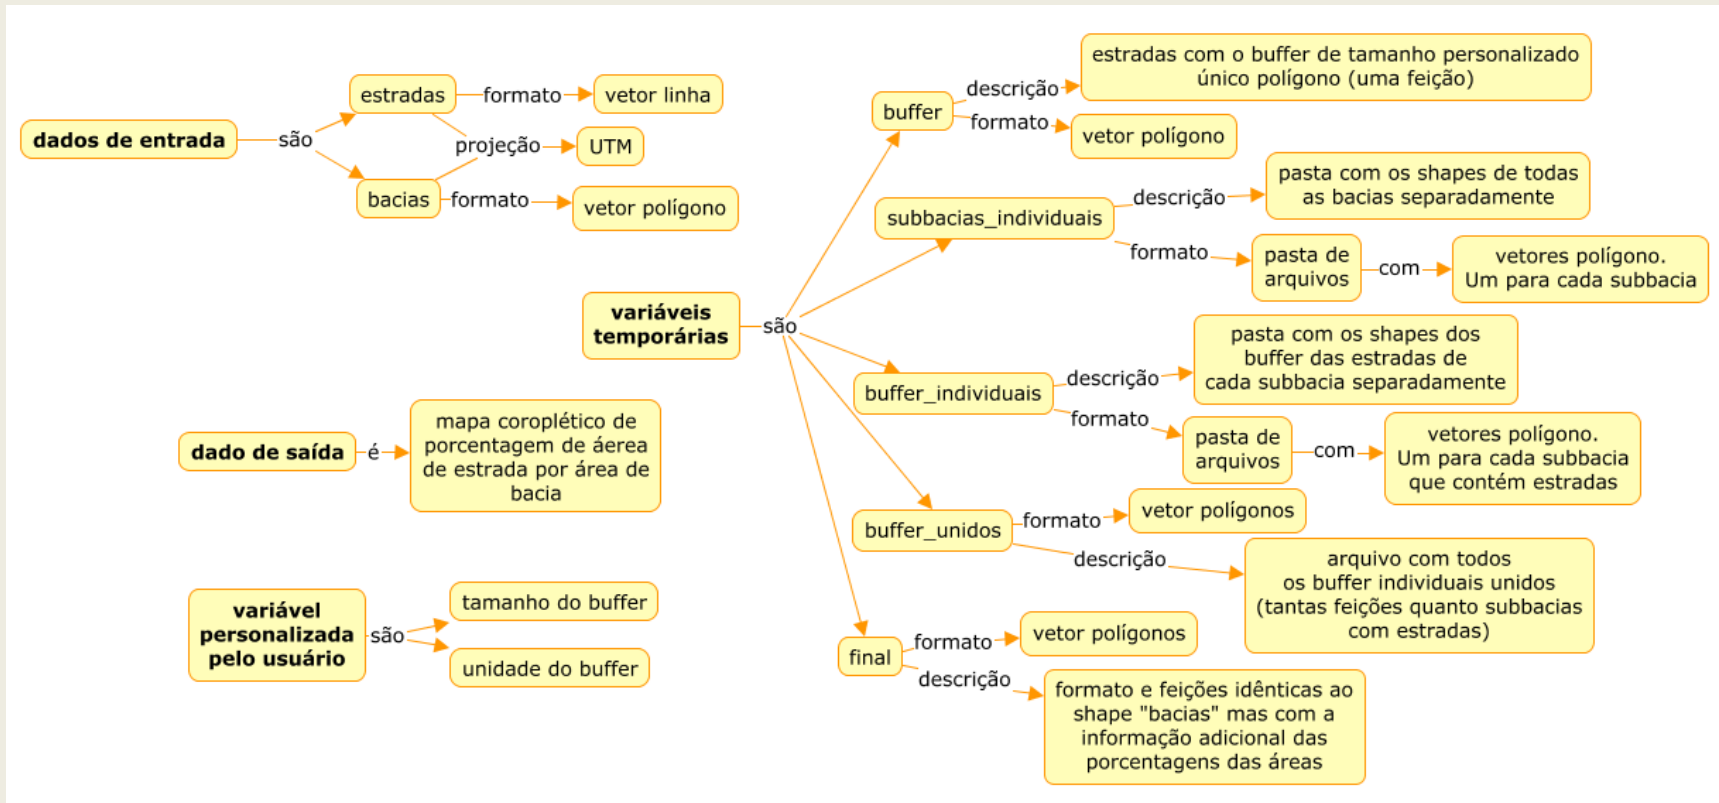 dados de entrada
são
estradas
formato
vetor linha
projeção
UTM
bacias
formato
vetor polígono
dado de saída
é
mapa coroplético de
porcentagem de áerea
de estrada por área de
bacia
variável
personalizada
pelo usuário
são
tamanho do buffer
unidade do buffer
variáveis
temporárias
são
buffer
descrição
estradas com o buffer de tamanho personalizado
único polígono (uma feição)
formato
vetor polígono
subbacias_individuais
descrição
pasta com os shapes de todas
as bacias separadamente
formato
pasta de
arquivos
com
vetores polígono.
Um para cada subbacia
buffer_individuais
descrição
pasta com os shapes dos
buffer das estradas de
cada subbacia separadamente
formato
pasta de
arquivos
com
vetores polígono.
Um para cada subbacia
que contém estradas
buffer_unidos
formato
vetor polígonos
descrição
arquivo com todos
os buffer individuais unidos
(tantas feições quanto subbacias
com estradas)
final
formato
vetor polígonos
descrição
formato e feições idênticas ao
shape "bacias" mas com a
informação adicional das
porcentagens das áreas